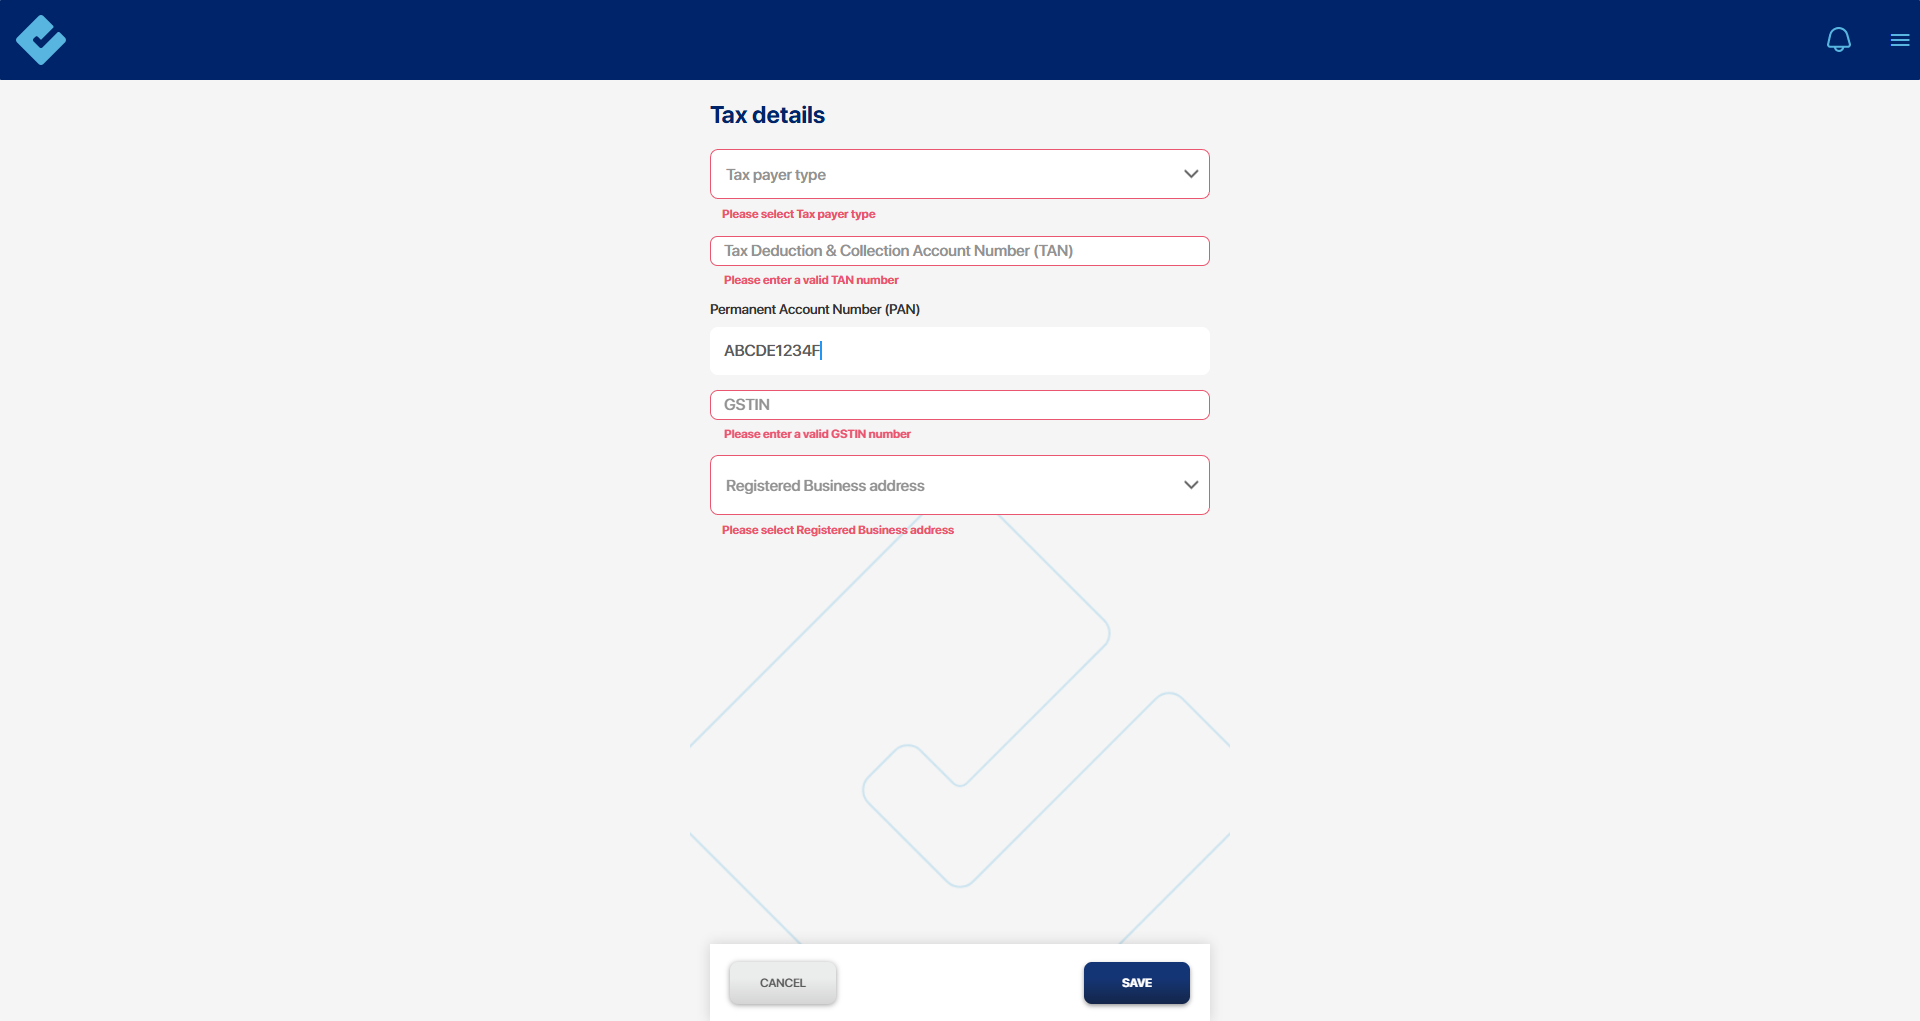 Tax details
Tax payer type
Please select Tax payer type
Tax Deduction & Collection Account Number (TAN)
Please enter a valid TAN number
Permanent Account Number (PAN)
ABCDE1234F
GSTIN
Please enter a valid GSTIN number
Registered Business address
Please select Registered Business address
CANCEL
SAVE